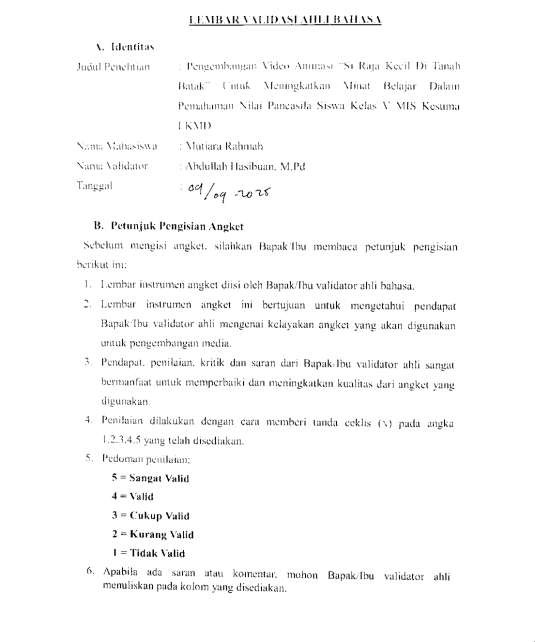 LEMBAR VALIDASI AHLI BAHASA
A. Identitas
Judul Penelitian : Pengembangan Video Animasi "Si Raja Kecil Di Tanah
Batak" Untuk Meningkatkan Minat Belajar Dalam
Pemahaman Nilai Pancasila Siswa Kelas V MIS Kesuma
LKMD
Nama Mahasiswa : Mutiara Rahmah
Nama Validator : Abdullah Hasibuan, M.Pd
Tanggal : 09/09-2025
B. Petunjuk Pengisian Angket
Sebelum mengisi angket, silahkan Bapak/Ibu membaca petunjuk pengisian
berikut ini:
1. Lembar instrumen angket diisi oleh Bapak/Ibu validator ahli bahasa.
2. Lembar instrumen angket ini bertujuan untuk mengetahui pendapat
Bapak/Ibu validator ahli mengenai kelayakan angket yang akan digunakan
untuk pengembangan media.
3. Pendapat, penilaian, kritik dan saran dari Bapak/Ibu validator ahli sangat
bermanfaat untuk memperbaiki dan meningkatkan kualitas dari angket yang
digunakan.
4. Penilaian dilakukan dengan cara memberi tanda ceklis (√) pada angka
1,2,3,4,5 yang telah disediakan.
5. Pedoman penilaian:
5 = Sangat Valid
4 = Valid
3 = Cukup Valid
2 = Kurang Valid
1 = Tidak Valid
6. Apabila ada saran atau komentar, mohon Bapak/Ibu validator ahli
menuliskan pada kolom yang disediakan.